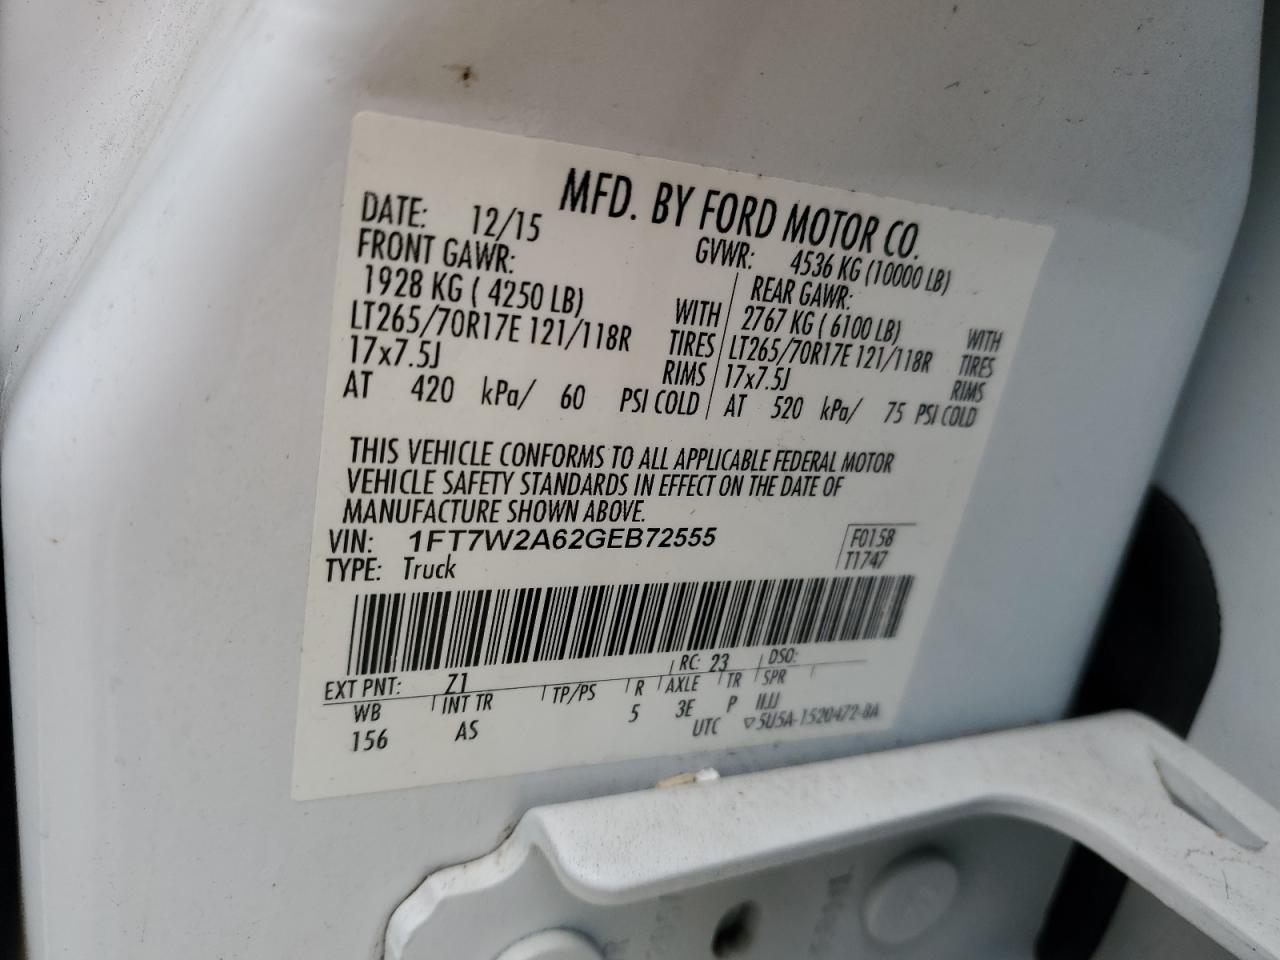 MFD. BY FORD MOTOR CO.
DATE: 12/15 GVWR: 4536 KG (10000 LB)
FRONT GAWR: REAR GAWR:
1928 KG ( 4250 LB) WITH 2767 KG ( 6100 LB) WITH
LT265/70R17E 121/118R TIRES LT265/70R17E 121/118R TIRES
17x7.5J RIMS 17x7.5J RIMS
AT 420 kPa/ 60 PSI COLD AT 520 kPa/ 75 PSI COLD
THIS VEHICLE CONFORMS TO ALL APPLICABLE FEDERAL MOTOR
VEHICLE SAFETY STANDARDS IN EFFECT ON THE DATE OF
MANUFACTURE SHOWN ABOVE.
VIN: 1FT7W2A62GEB72555 F0158
TYPE: Truck T1747
EXT PNT: Z1 RC: 23 DSO:
WB INT TR TP/PS R AXLE TR SPR
156 AS 5 3E P
UTC ▽5U5A-1520472-BA